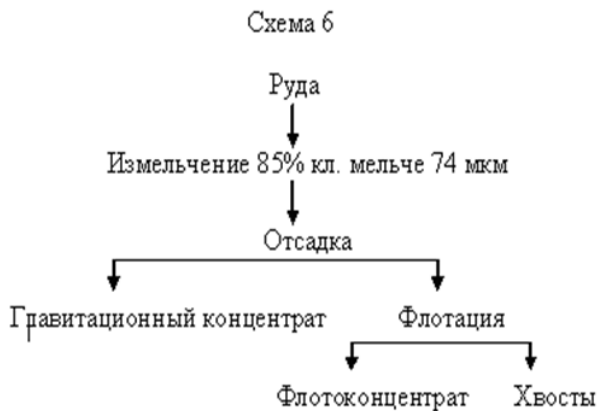 Схема 6
Руда
Измельчение 85% кл. мельче 74 мкм
Отсадка
Гравитационный концентрат Флотация
Флотоконцентрат Хвосты